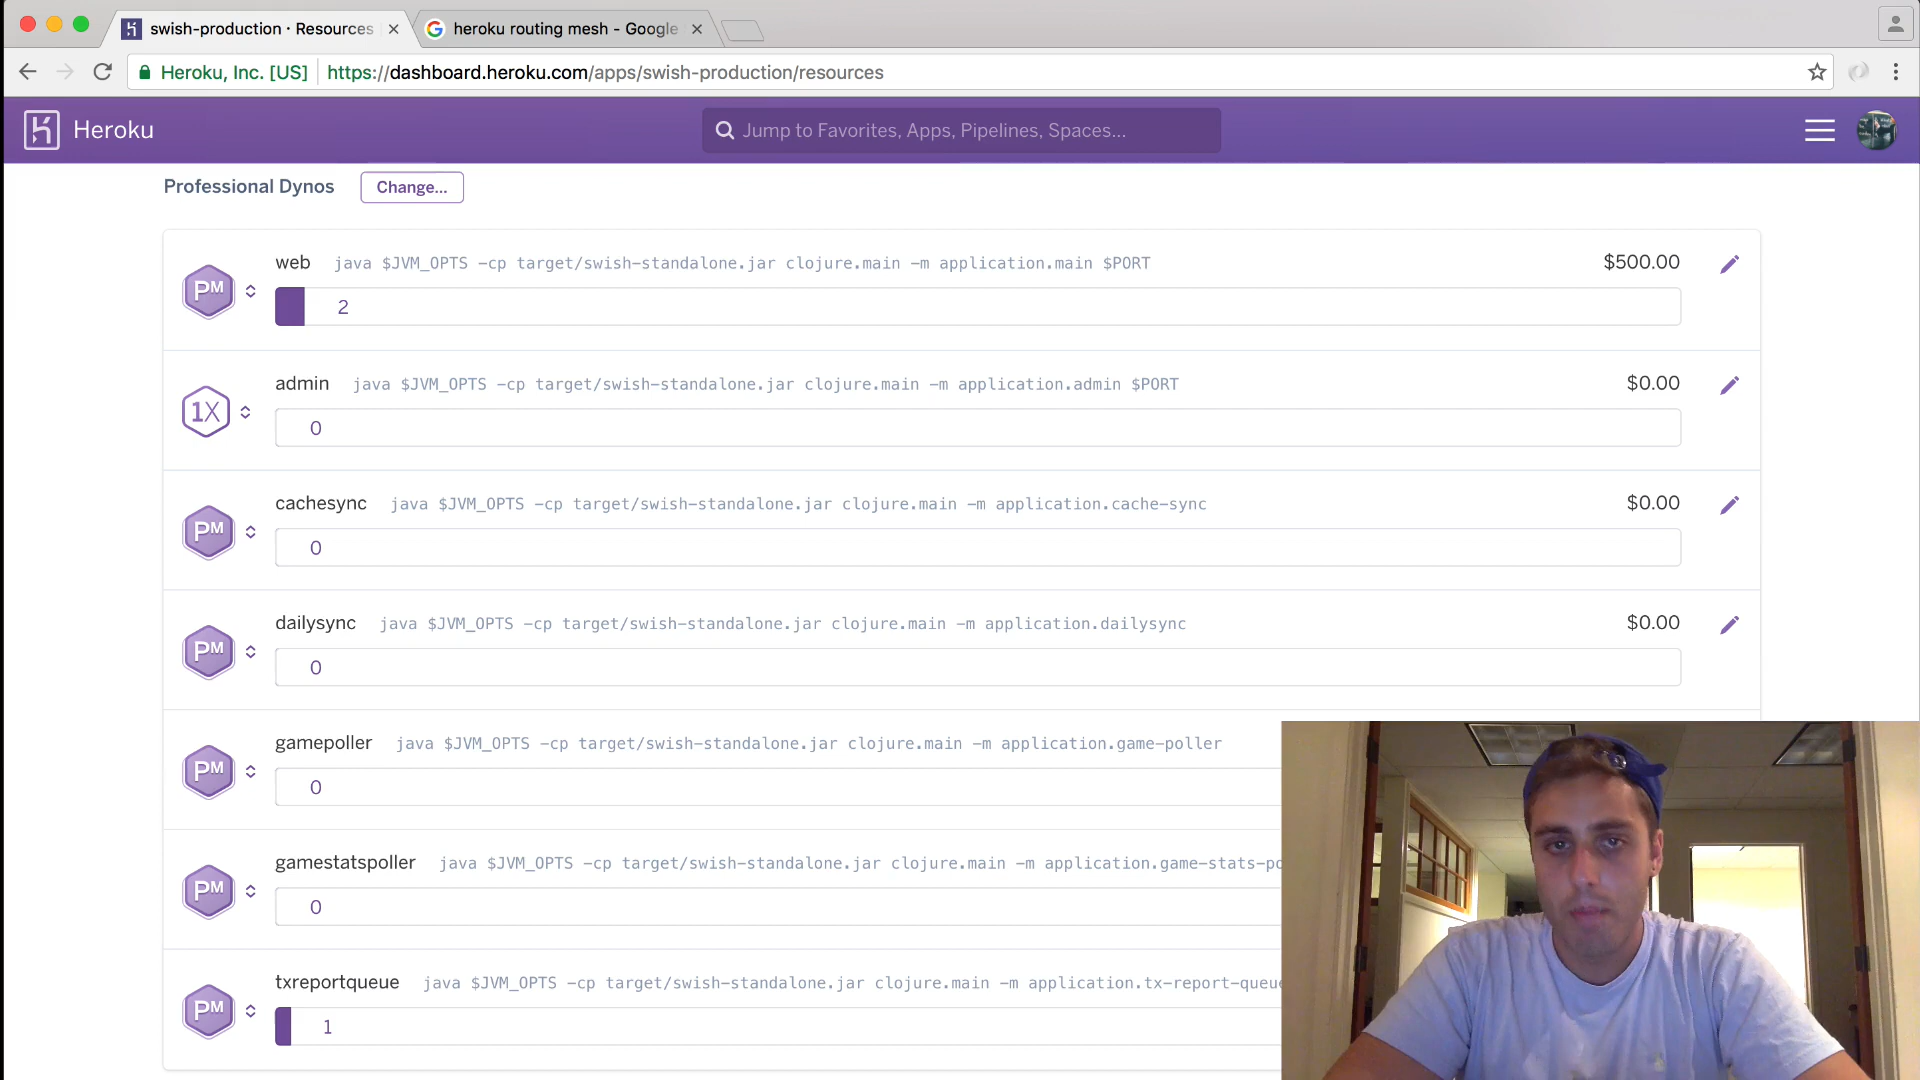 swish-production · Resources
heroku routing mesh - Google
Heroku, Inc. [US]
https://dashboard.heroku.com/apps/swish-production/resources
Heroku
Jump to Favorites, Apps, Pipelines, Spaces...
Professional Dynos
Change...
PM
web
java $JVM_OPTS -cp target/swish-standalone.jar clojure.main -m application.main $PORT
$500.00
2
1X
admin
java $JVM_OPTS -cp target/swish-standalone.jar clojure.main -m application.admin $PORT
$0.00
0
PM
cachesync
java $JVM_OPTS -cp target/swish-standalone.jar clojure.main -m application.cache-sync
$0.00
0
PM
dailysync
java $JVM_OPTS -cp target/swish-standalone.jar clojure.main -m application.dailysync
$0.00
0
PM
gamepoller
java $JVM_OPTS -cp target/swish-standalone.jar clojure.main -m application.game-poller
0
PM
gamestatspoller
java $JVM_OPTS -cp target/swish-standalone.jar clojure.main -m application.game-stats-po
0
PM
txreportqueue
java $JVM_OPTS -cp target/swish-standalone.jar clojure.main -m application.tx-report-queue
1